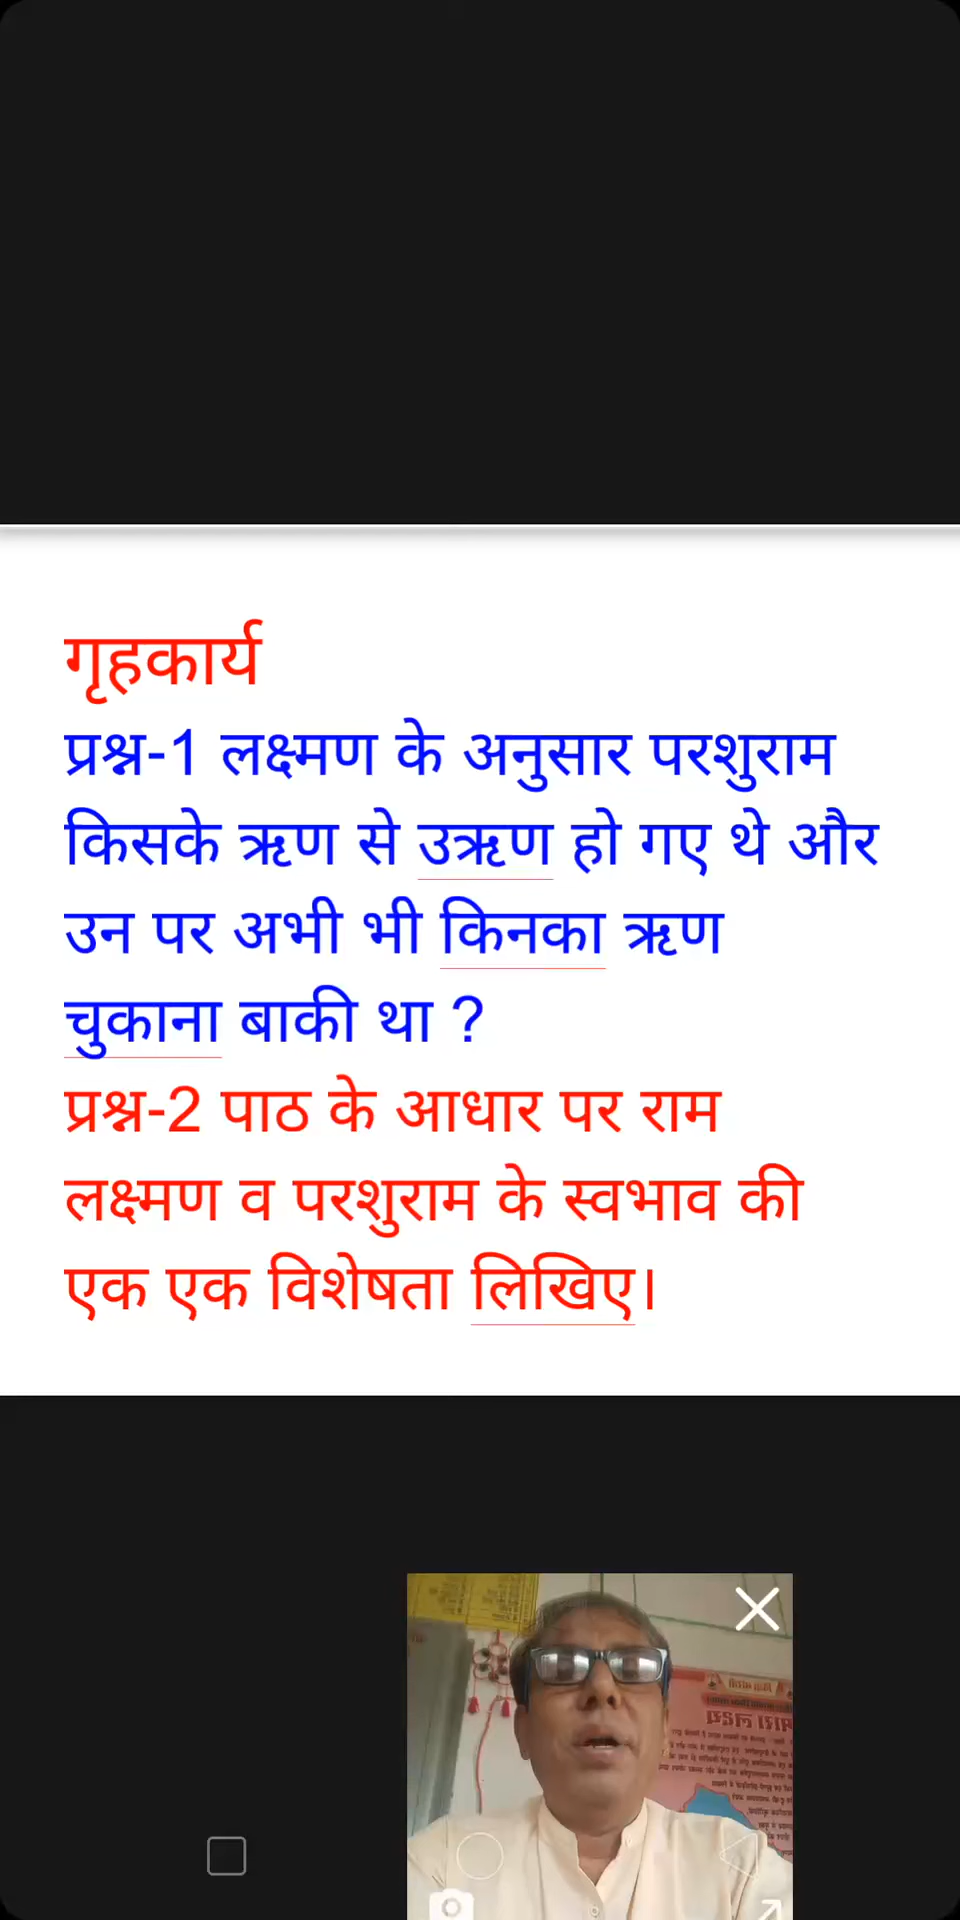 गृहकार्य
प्रश्न-1 लक्ष्मण के अनुसार परशुराम
किसके ऋण से उऋण हो गए थे और
उन पर अभी भी किनका ऋण
चुकाना बाकी था ?
प्रश्न-2 पाठ के आधार पर राम
लक्ष्मण व परशुराम के स्वभाव की
एक एक विशेषता लिखिए।